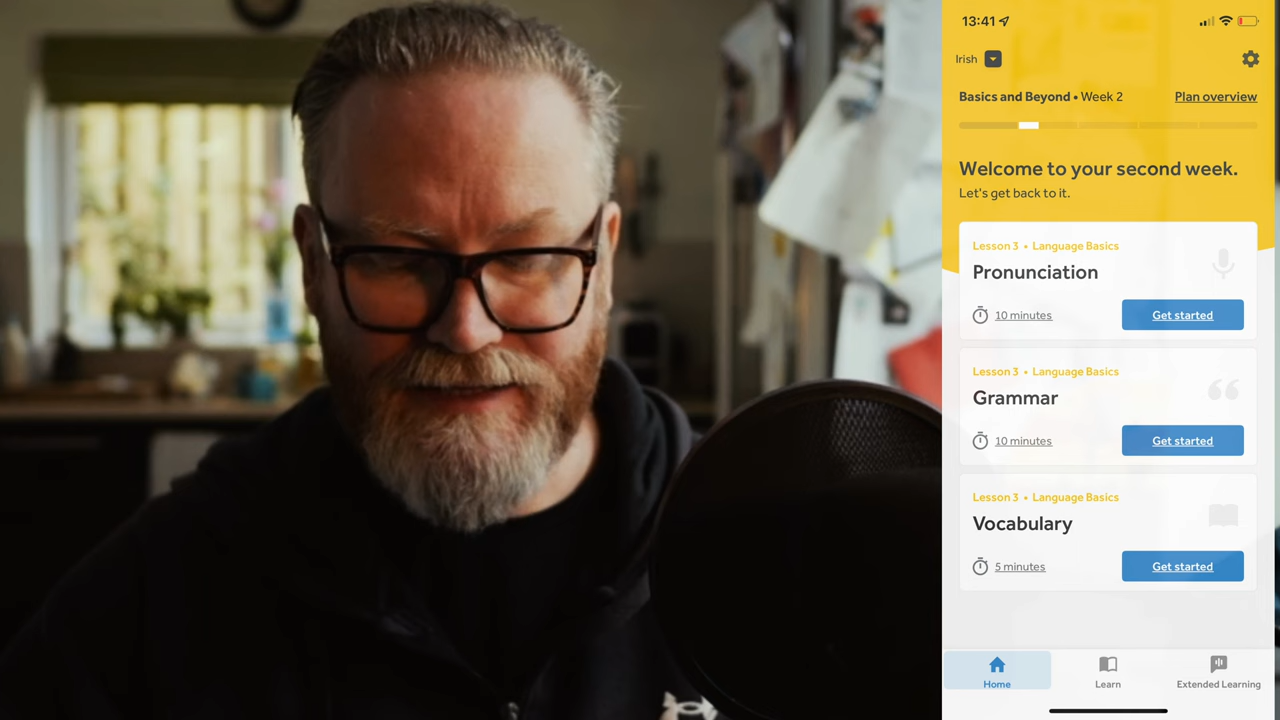 13:41
Irish
Basics and Beyond • Week 2
Plan overview
Welcome to your second week.
Let's get back to it.
Lesson 3 • Language Basics
Pronunciation
10 minutes
Get started
Lesson 3 • Language Basics
Grammar
10 minutes
Get started
Lesson 3 • Language Basics
Vocabulary
5 minutes
Get started
Home
Learn
Extended Learning